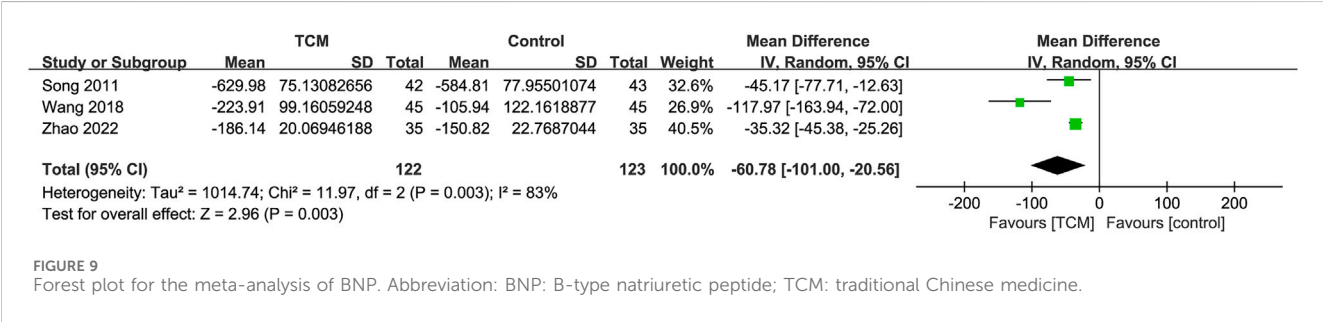 TCM Control Mean Difference Mean Difference
Study or Subgroup Mean SD Total Mean SD Total Weight IV, Random, 95% CI IV, Random, 95% CI
Song 2011 -629.98 75.13082656 42 -584.81 77.95501074 43 32.6% -45.17 [-77.71, -12.63]
Wang 2018 -223.91 99.16059248 45 -105.94 122.1618877 45 26.9% -117.97 [-163.94, -72.00]
Zhao 2022 -186.14 20.06946188 35 -150.82 22.7687044 35 40.5% -35.32 [-45.38, -25.26]
Total (95% CI) 122 123 100.0% -60.78 [-101.00, -20.56]
Heterogeneity: Tau² = 1014.74; Chi² = 11.97, df = 2 (P = 0.003); I² = 83%
Test for overall effect: Z = 2.96 (P = 0.003)
-200 -100 0 100 200
Favours [TCM] Favours [control]
FIGURE 9
Forest plot for the meta-analysis of BNP. Abbreviation: BNP: B-type natriuretic peptide; TCM: traditional Chinese medicine.